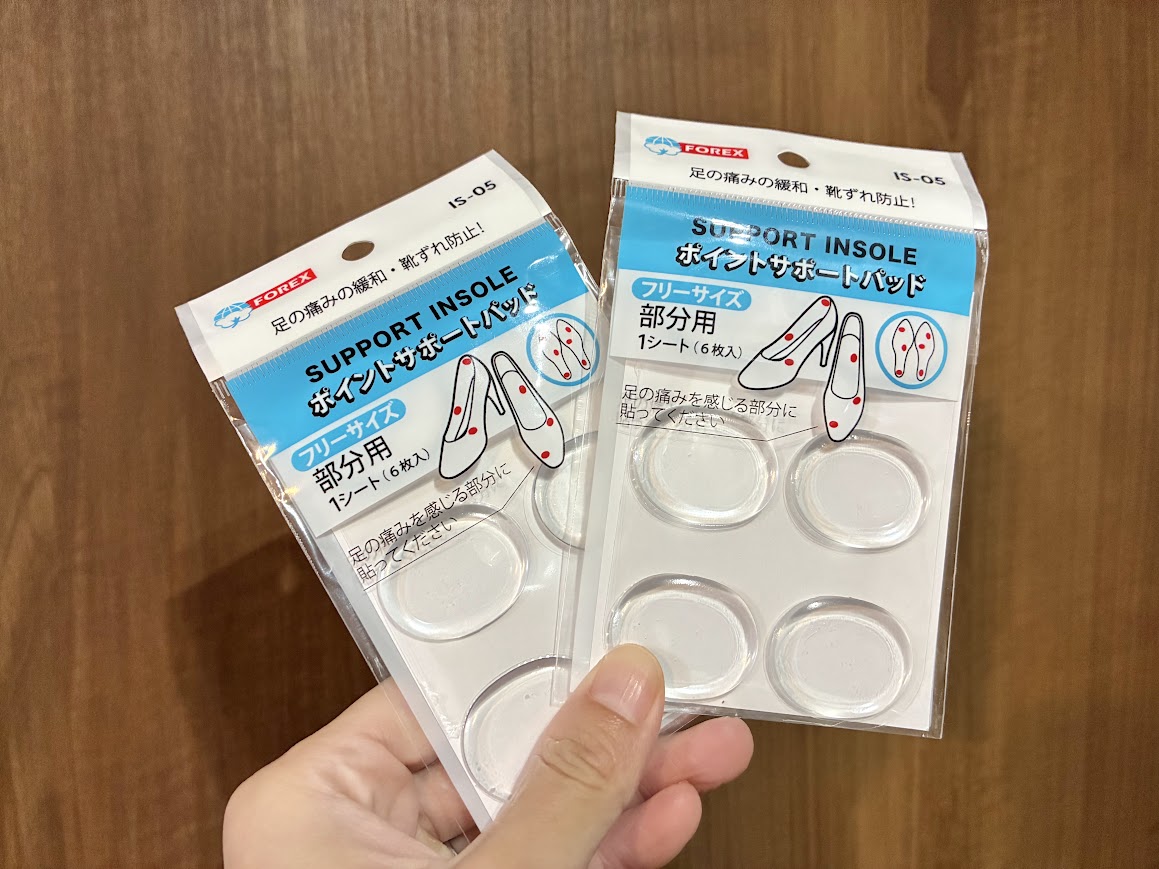 FOREX
IS-05
足の痛みの緩和・靴ずれ防止!
SUPPORT INSOLE
ポイントサポートパッド
フリーサイズ
部分用
1シート(6枚入)
足の痛みを感じる部分に
貼ってください
FOREX
IS-05
足の痛みの緩和・靴ずれ防止!
SUPPORT INSOLE
ポイントサポートパッド
フリーサイズ
部分用
1シート(6枚入)
足の痛みを感じる部分に
貼ってください